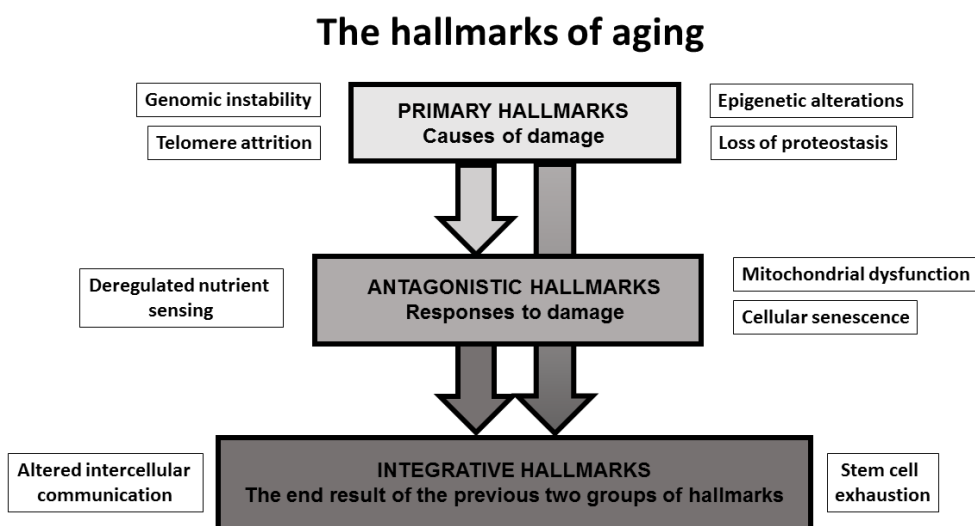 The hallmarks of aging
Genomic instability
Telomere attrition
PRIMARY HALLMARKS
Causes of damage
Epigenetic alterations
Loss of proteostasis
Deregulated nutrient
sensing
ANTAGONISTIC HALLMARKS
Responses to damage
Mitochondrial dysfunction
Cellular senescence
Altered intercellular
communication
INTEGRATIVE HALLMARKS
The end result of the previous two groups of hallmarks
Stem cell
exhaustion